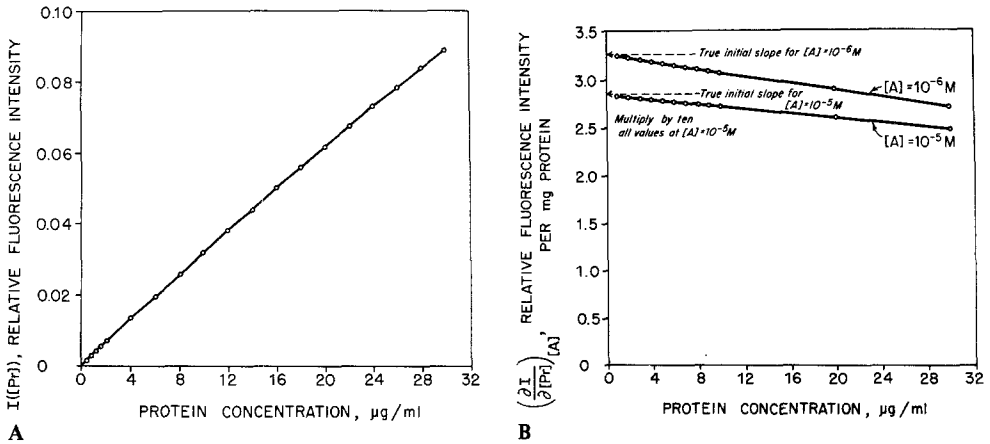 I([Pr]), RELATIVE FLUORESCENCE INTENSITY
0.10
0.08
0.06
0.04
0.02
0
0 4 8 12 16 20 24 28 32
PROTEIN CONCENTRATION, µg/ml
A
(∂I/∂[Pr])[A], RELATIVE FLUORESCENCE INTENSITY
PER mg PROTEIN
3.5
3.0
2.5
2.0
1.5
1.0
0.5
0
True initial slope for [A]=10⁻⁶M
[A]=10⁻⁶M
True initial slope for
[A]=10⁻⁵M
Multiply by ten
all values at [A]=10⁻⁵M
[A]=10⁻⁵M
0 4 8 12 16 20 24 28 32
PROTEIN CONCENTRATION, µg/ml
B